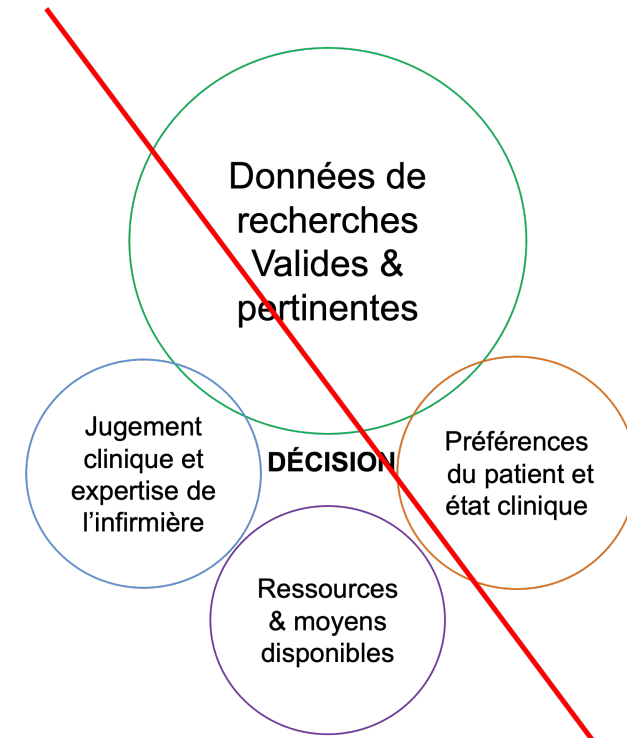 Données de
recherches
Valides &
pertinentes
Jugement
clinique et
expertise de
l’infirmière
DÉCISION
Préférences
du patient et
état clinique
Ressources
& moyens
disponibles